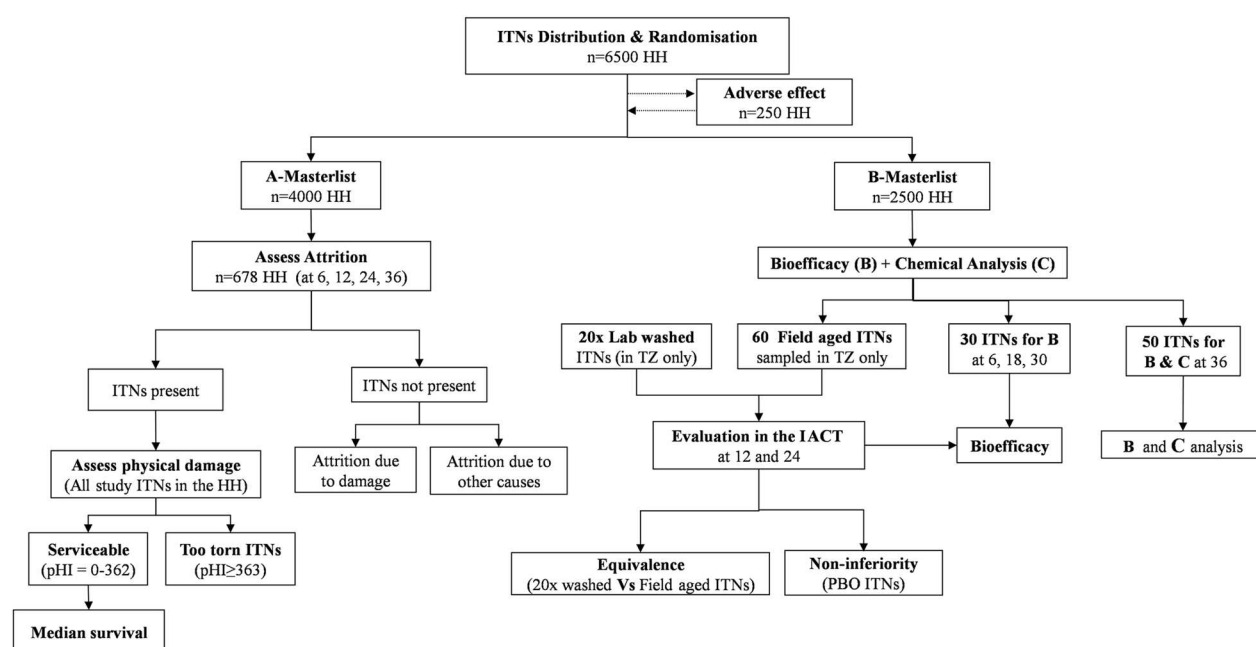 ITNs Distribution & Randomisation
n=6500 HH
Adverse effect
n=250 HH
A-Masterlist
n=4000 HH
B-Masterlist
n=2500 HH
Assess Attrition
n=678 HH (at 6, 12, 24, 36)
Bioefficacy (B) + Chemical Analysis (C)
20x Lab washed
ITNs (in TZ only)
60 Field aged ITNs
sampled in TZ only
30 ITNs for B
at 6, 18, 30
50 ITNs for
B & C at 36
ITNs present
ITNs not present
Evaluation in the IACT
at 12 and 24
Bioefficacy
B and C analysis
Assess physical damage
(All study ITNs in the HH)
Attrition due
to damage
Attrition due to
other causes
Serviceable
(pHI = 0-362)
Too torn ITNs
(pHI≥363)
Equivalence
(20x washed Vs Field aged ITNs)
Non-inferiority
(PBO ITNs)
Median survival